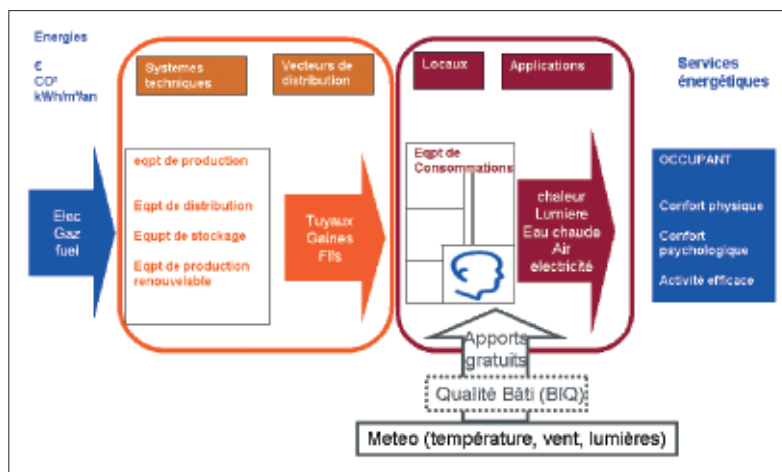 Energies
€
CO²
kWh/m²/an
Systemes
techniques
Vecteurs de
distribution
Locaux
Applications
Services
énergétiques
Elec
Gaz
fuel
eqpt de production
Eqpt de distribution
Equpt de stockage
Eqpt de production
renouvelable
Tuyaux
Gaines
Fils
Eqpt de
Consommations
chaleur
Lumiere
Eau chaude
Air
electricité
OCCUPANT
Confort physique
Confort
psychologique
Activité efficace
Apports
gratuits
Qualité Bâti (BIQ)
Meteo (température, vent, lumières)